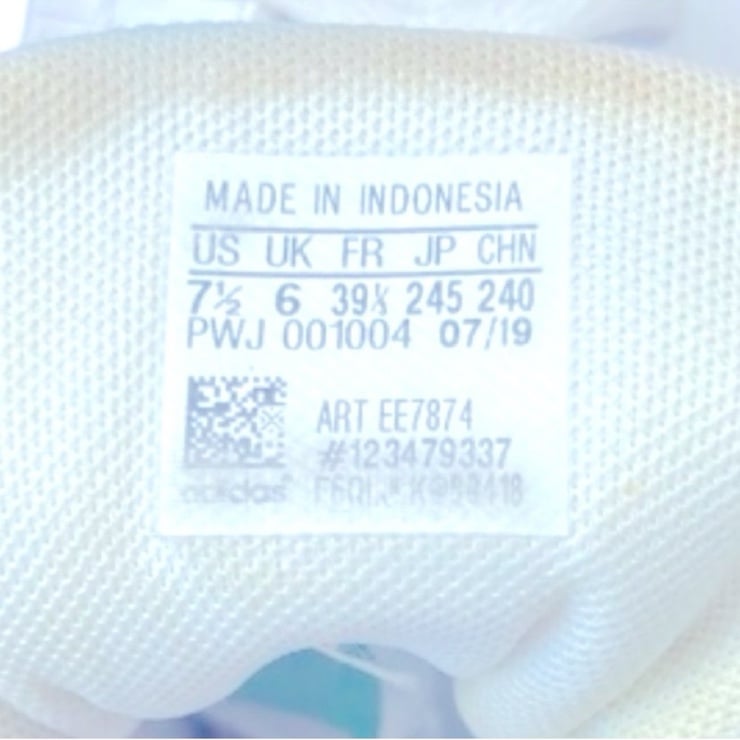 MADE IN INDONESIA
US UK FR JP CHN
7½ 6 39⅓ 245 240
PWJ 001004 07/19
ART EE7874
#123479337
adidas